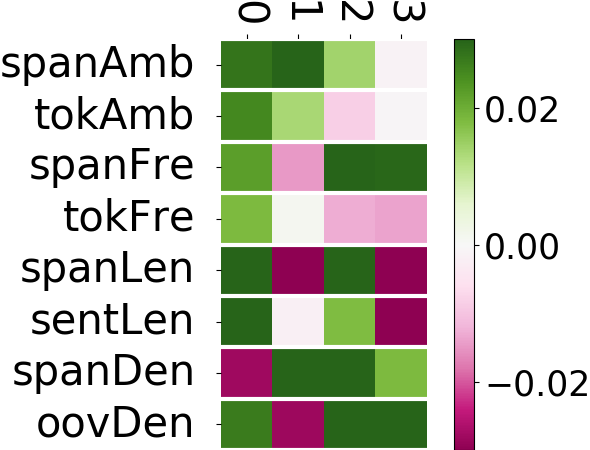 0 1 2 3
spanAmb
tokAmb
spanFre
tokFre
spanLen
sentLen
spanDen
oovDen
0.02
0.00
−0.02